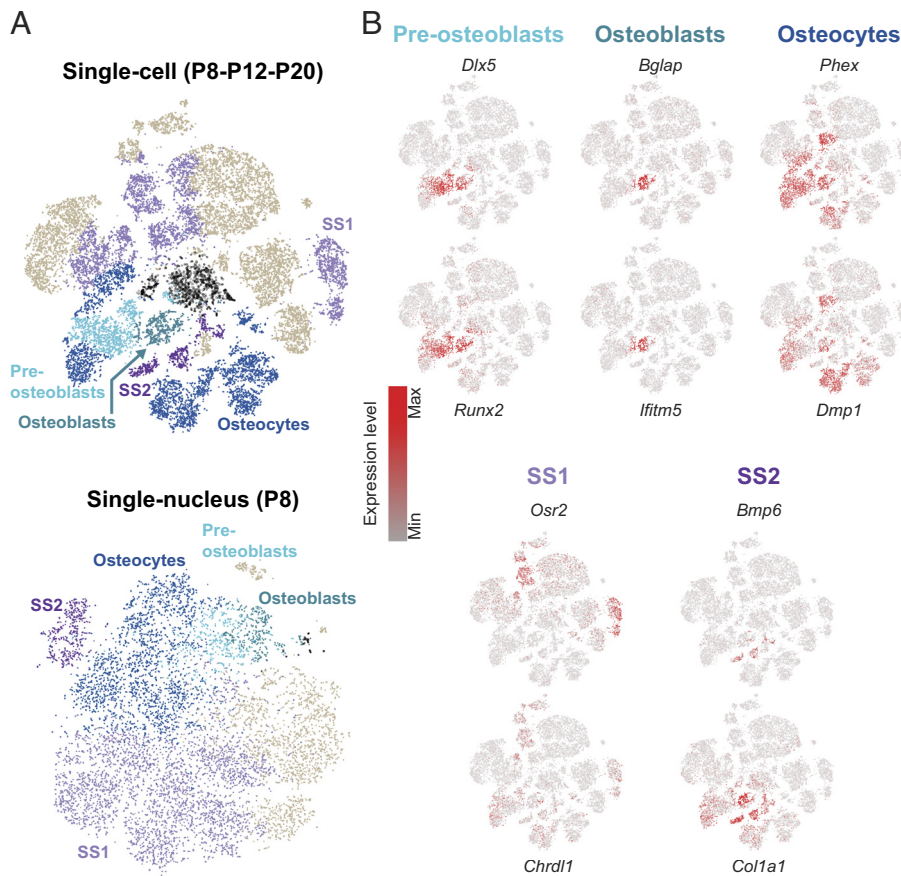 A
Single-cell (P8-P12-P20)
SS1
Pre-
osteoblasts
SS2
Osteoblasts
Osteocytes
Single-nucleus (P8)
Pre-
osteoblasts
Osteocytes
Osteoblasts
SS2
SS1
B
Pre-osteoblasts Osteoblasts Osteocytes
Dlx5 Bglap Phex
Runx2 Ifitm5 Dmp1
Expression level
Max
Min
SS1 SS2
Osr2 Bmp6
Chrdl1 Col1a1